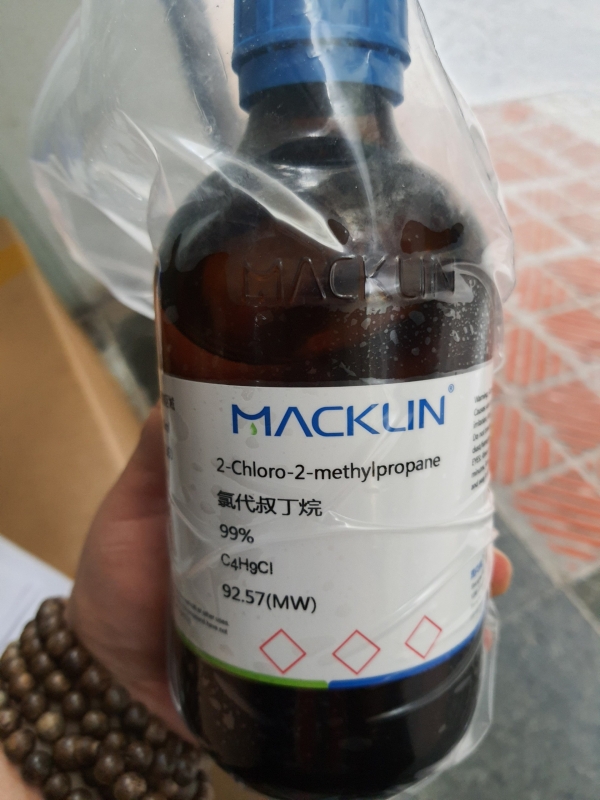 MACKLIN
MACKLIN®
2-Chloro-2-methylpropane
氯代叔丁烷
99%
C4H9Cl
92.57(MW)